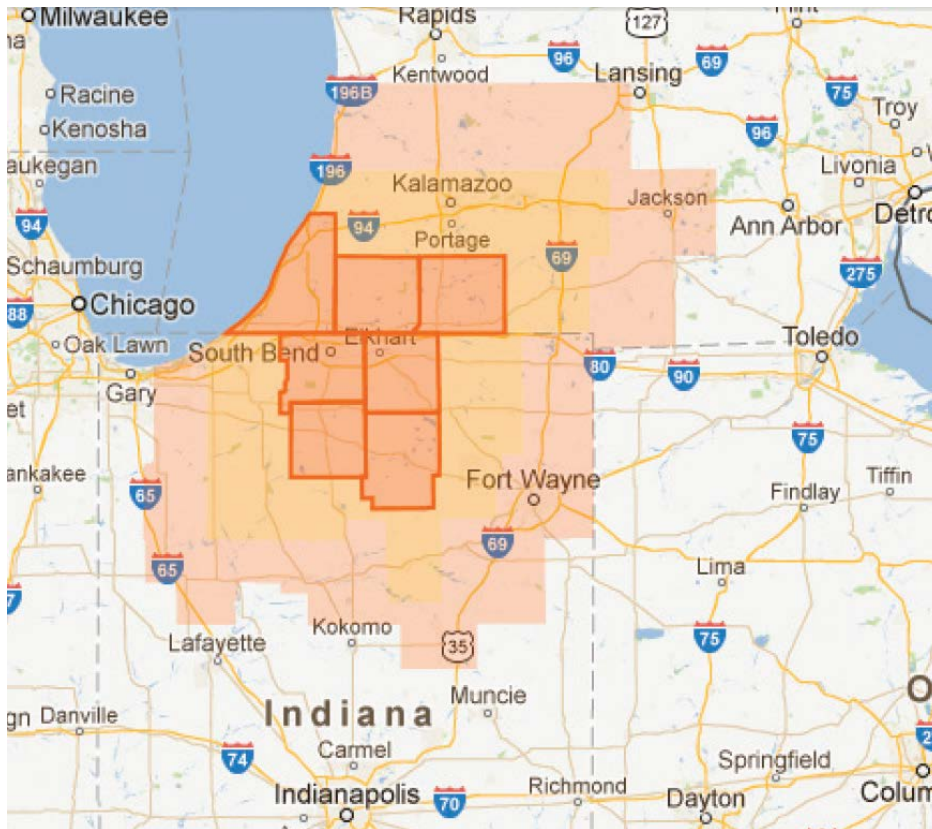 Milwaukee
Rapids
127
Kentwood
96
Lansing
69
75
Racine
196B
Troy
Kenosha
96
aukegan
196
Kalamazoo
Livonia
94
94
Jackson
Portage
Ann Arbor
Detro
Schaumburg
69
275
88
Chicago
Oak Lawn
South Bend
Elkhart
80
90
Toledo
Gary
et
75
ankakee
65
Fort Wayne
Tiffin
Findlay
69
65
Lima
Kokomo
75
Lafayette
35
Muncie
Indiana
O
gn
Danville
Carmel
74
Springfield
Indianapolis
70
Richmond
Dayton
Colum